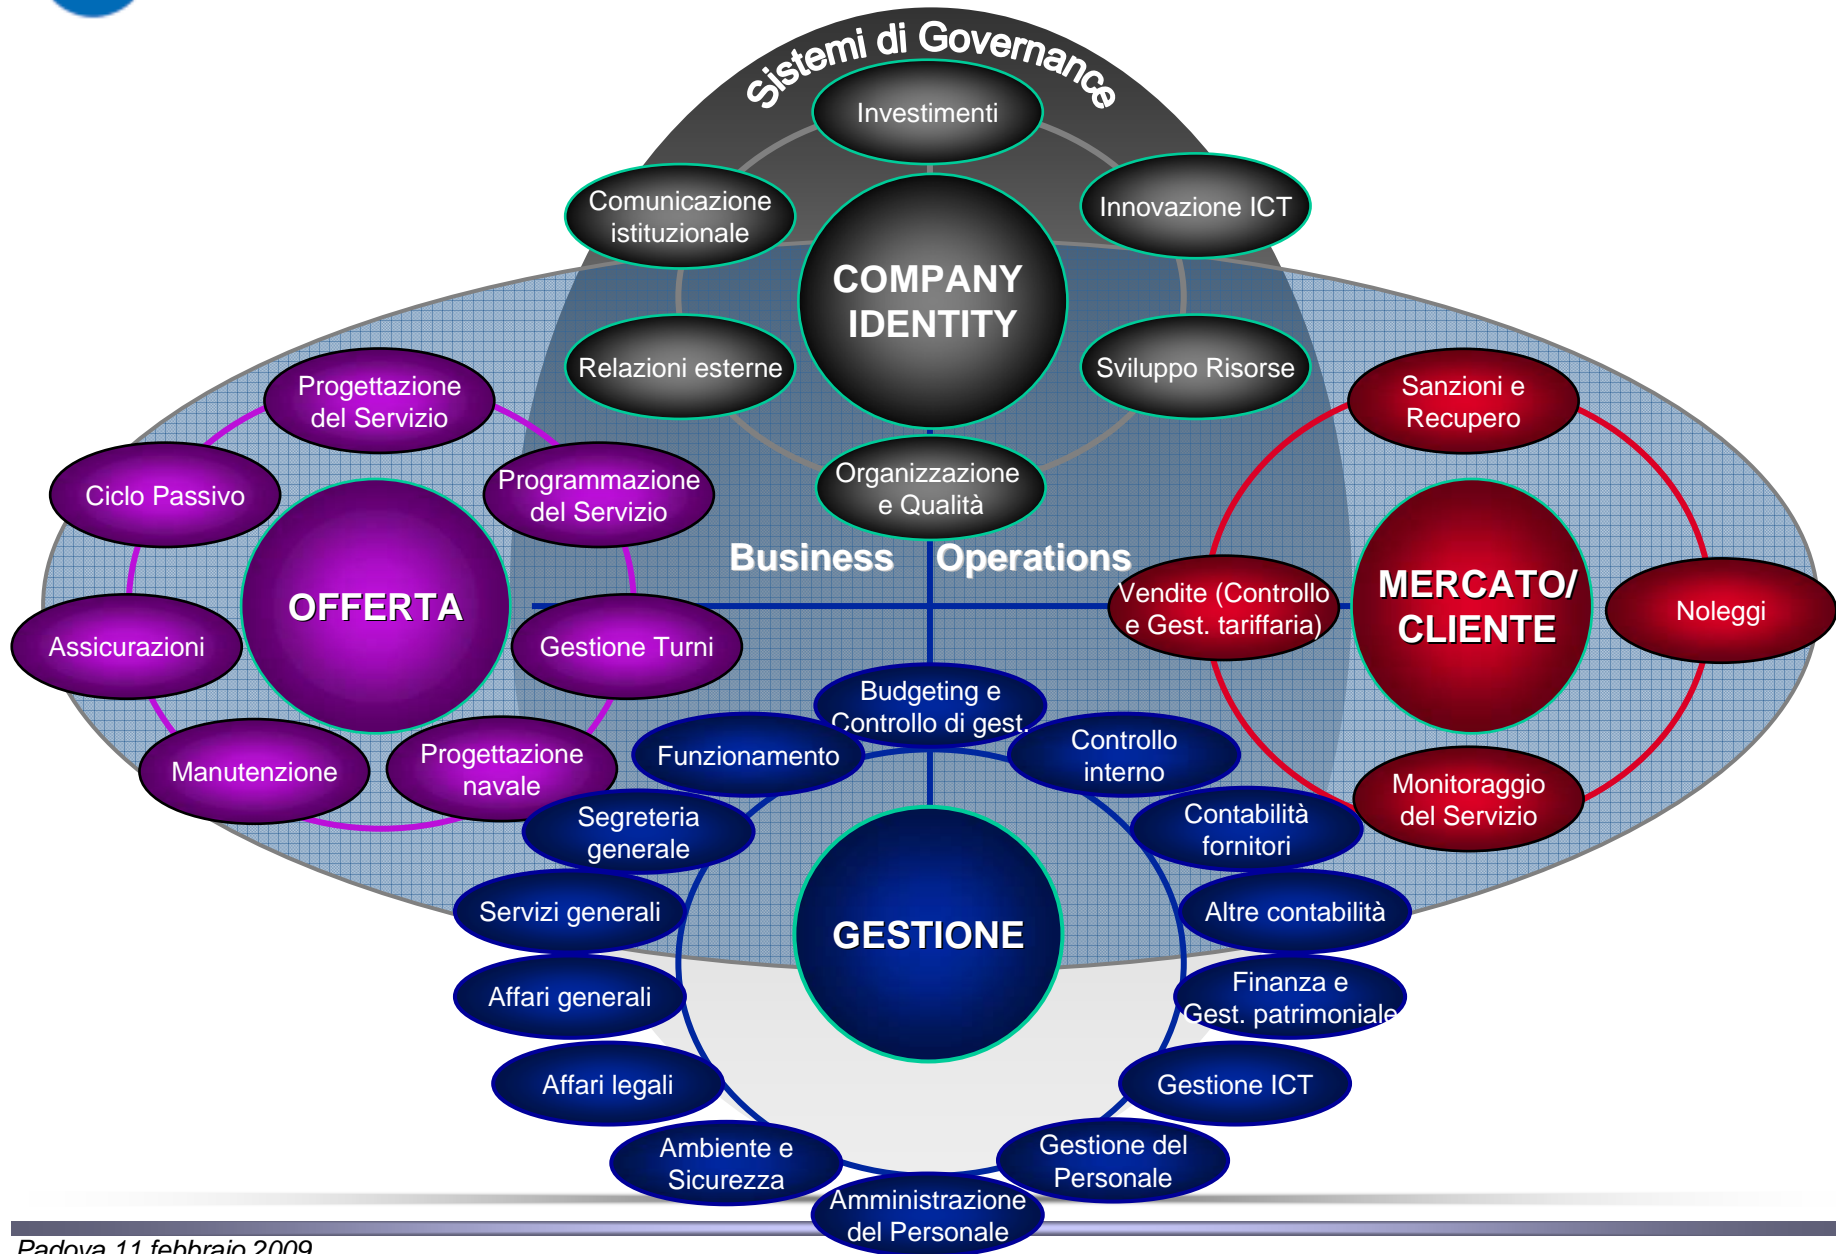 Sistemi di Governance
Investimenti
Comunicazione
istituzionale
Innovazione ICT
COMPANY
IDENTITY
Relazioni esterne
Sviluppo Risorse
Organizzazione
e Qualità
Progettazione
del Servizio
Ciclo Passivo
Programmazione
del Servizio
OFFERTA
Assicurazioni
Gestione Turni
Manutenzione
Progettazione
navale
Business Operations
Sanzioni e
Recupero
Vendite (Controllo
e Gest. tariffaria)
MERCATO/
CLIENTE
Noleggi
Monitoraggio
del Servizio
Budgeting e
Controllo di gest.
Funzionamento
Controllo
interno
Segreteria
generale
Contabilità
fornitori
Servizi generali
Altre contabilità
GESTIONE
Affari generali
Finanza e
Gest. patrimoniale
Affari legali
Gestione ICT
Ambiente e
Sicurezza
Gestione del
Personale
Amministrazione
del Personale
Padova 11 febbraio 2009